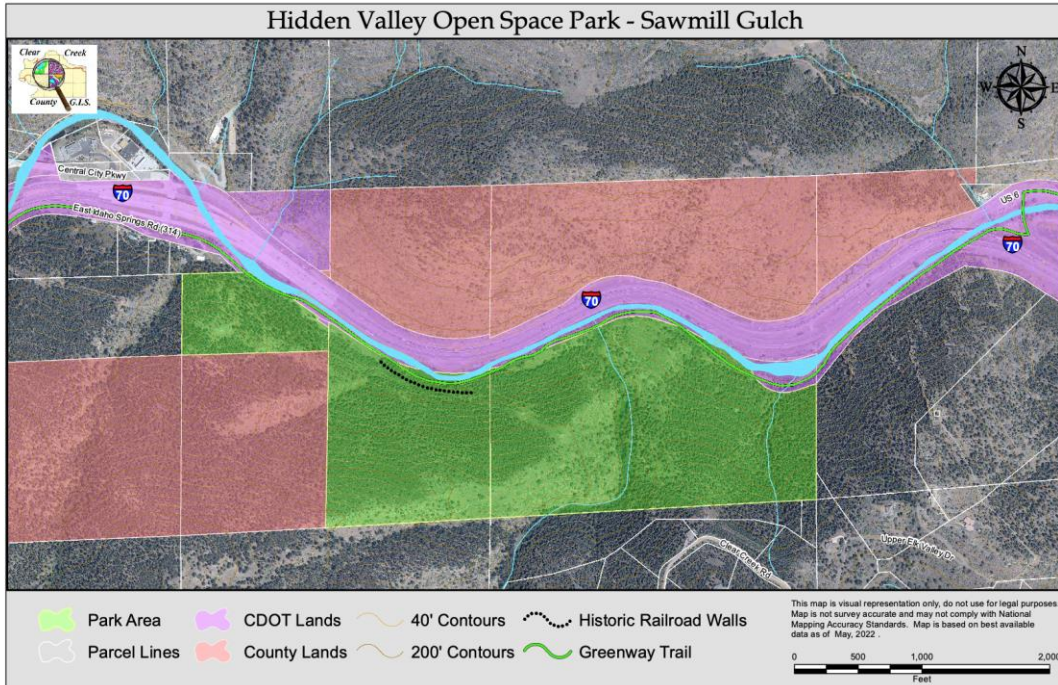 Hidden Valley Open Space Park - Sawmill Gulch
Clear Creek
County G.I.S.
N
W E
S
Central City Pkwy
70
East Idaho Springs Rd (314)
US 6
70
70
Clear Creek Rd
Upper Elk Valley Dr
Park Area
CDOT Lands
40' Contours
Historic Railroad Walls
Parcel Lines
County Lands
200' Contours
Greenway Trail
This map is visual representation only, do not use for legal purposes.
Map is not survey accurate and may not comply with National
Mapping Accuracy Standards. Map is based on best available
data as of May, 2022 .
0 500 1,000 2,000
Feet